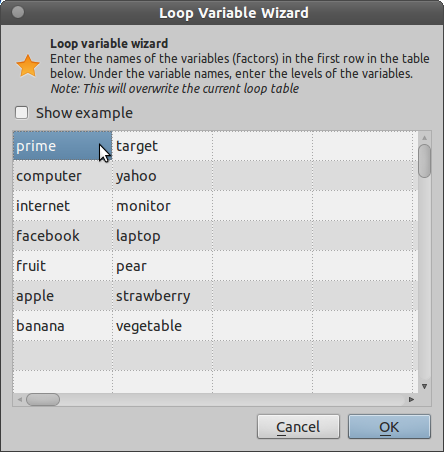 Loop Variable Wizard
Loop variable wizard
Enter the names of the variables (factors) in the first row in the table
below. Under the variable names, enter the levels of the variables.
Note: This will overwrite the current loop table
Show example
prime target
computer yahoo
internet monitor
facebook laptop
fruit pear
apple strawberry
banana vegetable
Cancel OK